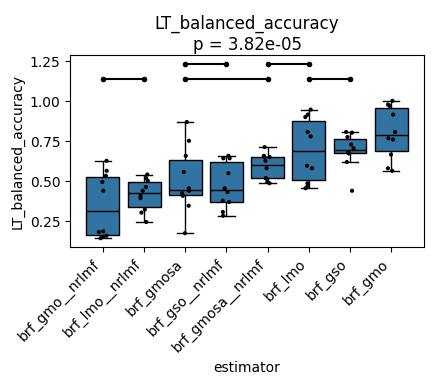 LT_balanced_accuracy
p = 3.82e-05
LT_balanced_accuracy
1.25
1.00
0.75
0.50
0.25
brf_gmo__nrlmf
brf_lmo__nrlmf
brf_gmosa
brf_gso__nrlmf
brf_gmosa__nrlmf
brf_lmo
brf_gso
brf_gmo
estimator